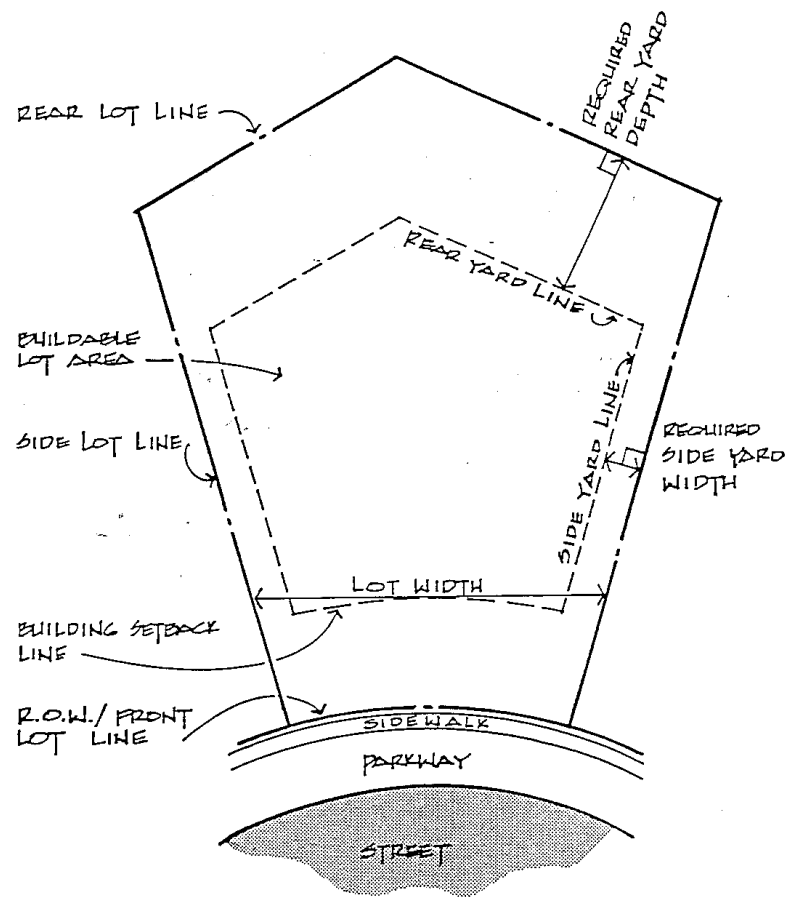 REQUIRED
REAR YARD
DEPTH
REAR LOT LINE
REAR YARD LINE
BUILDABLE
LOT AREA
SIDE YARD LINE
SIDE LOT LINE
REQUIRED
SIDE YARD
WIDTH
LOT WIDTH
BUILDING SETBACK
LINE
R.O.W./FRONT
LOT LINE
SIDEWALK
PARKWAY
STREET